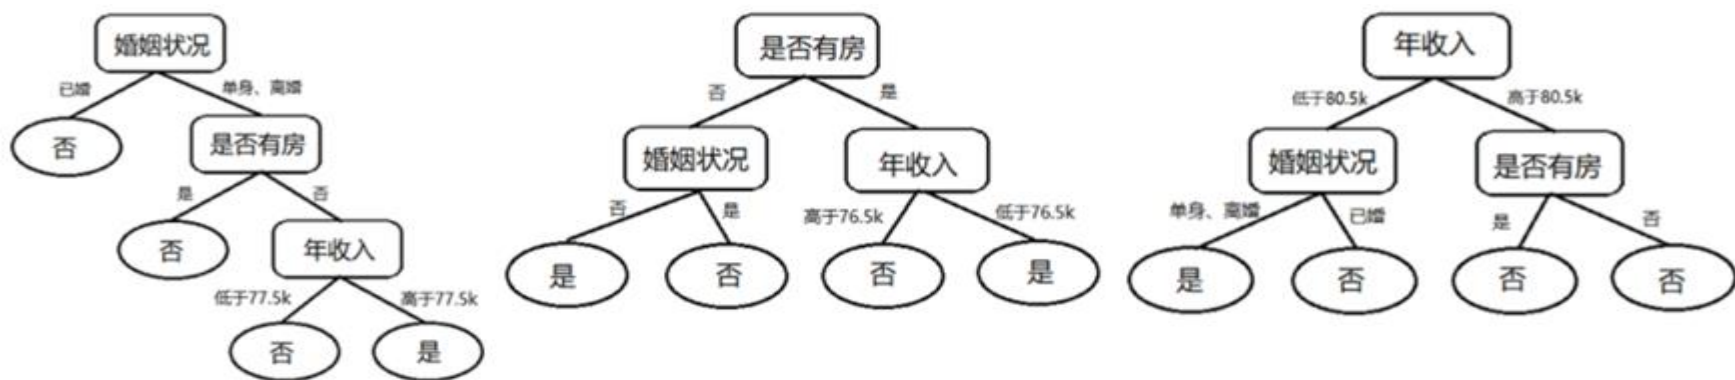 婚姻状况
已婚
单身、离婚
否
是否有房
是
否
否
年收入
低于77.5k
高于77.5k
否
是
是否有房
否
是
婚姻状况
年收入
否
是
高于76.5k
低于76.5k
是
否
否
是
年收入
低于80.5k
高于80.5k
婚姻状况
是否有房
单身、离婚
已婚
是
否
是
否
否
否